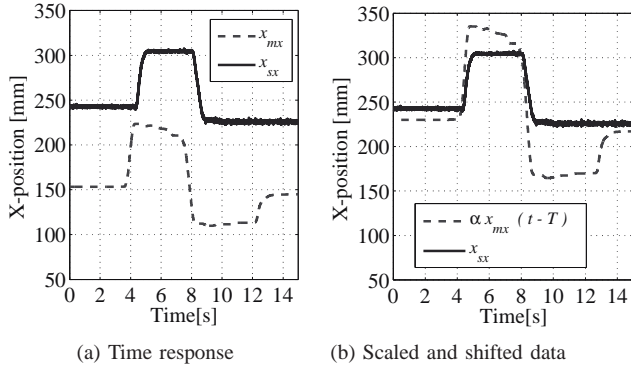 350
300
250
200
150
100
50
X-position [mm]
x_mx
x_sx
0 2 4 6 8 10 12 14
Time[s]
(a) Time response
350
300
250
200
150
100
50
X-position [mm]
α x_mx ( t - T )
x_sx
0 2 4 6 8 10 12 14
Time[s]
(b) Scaled and shifted data